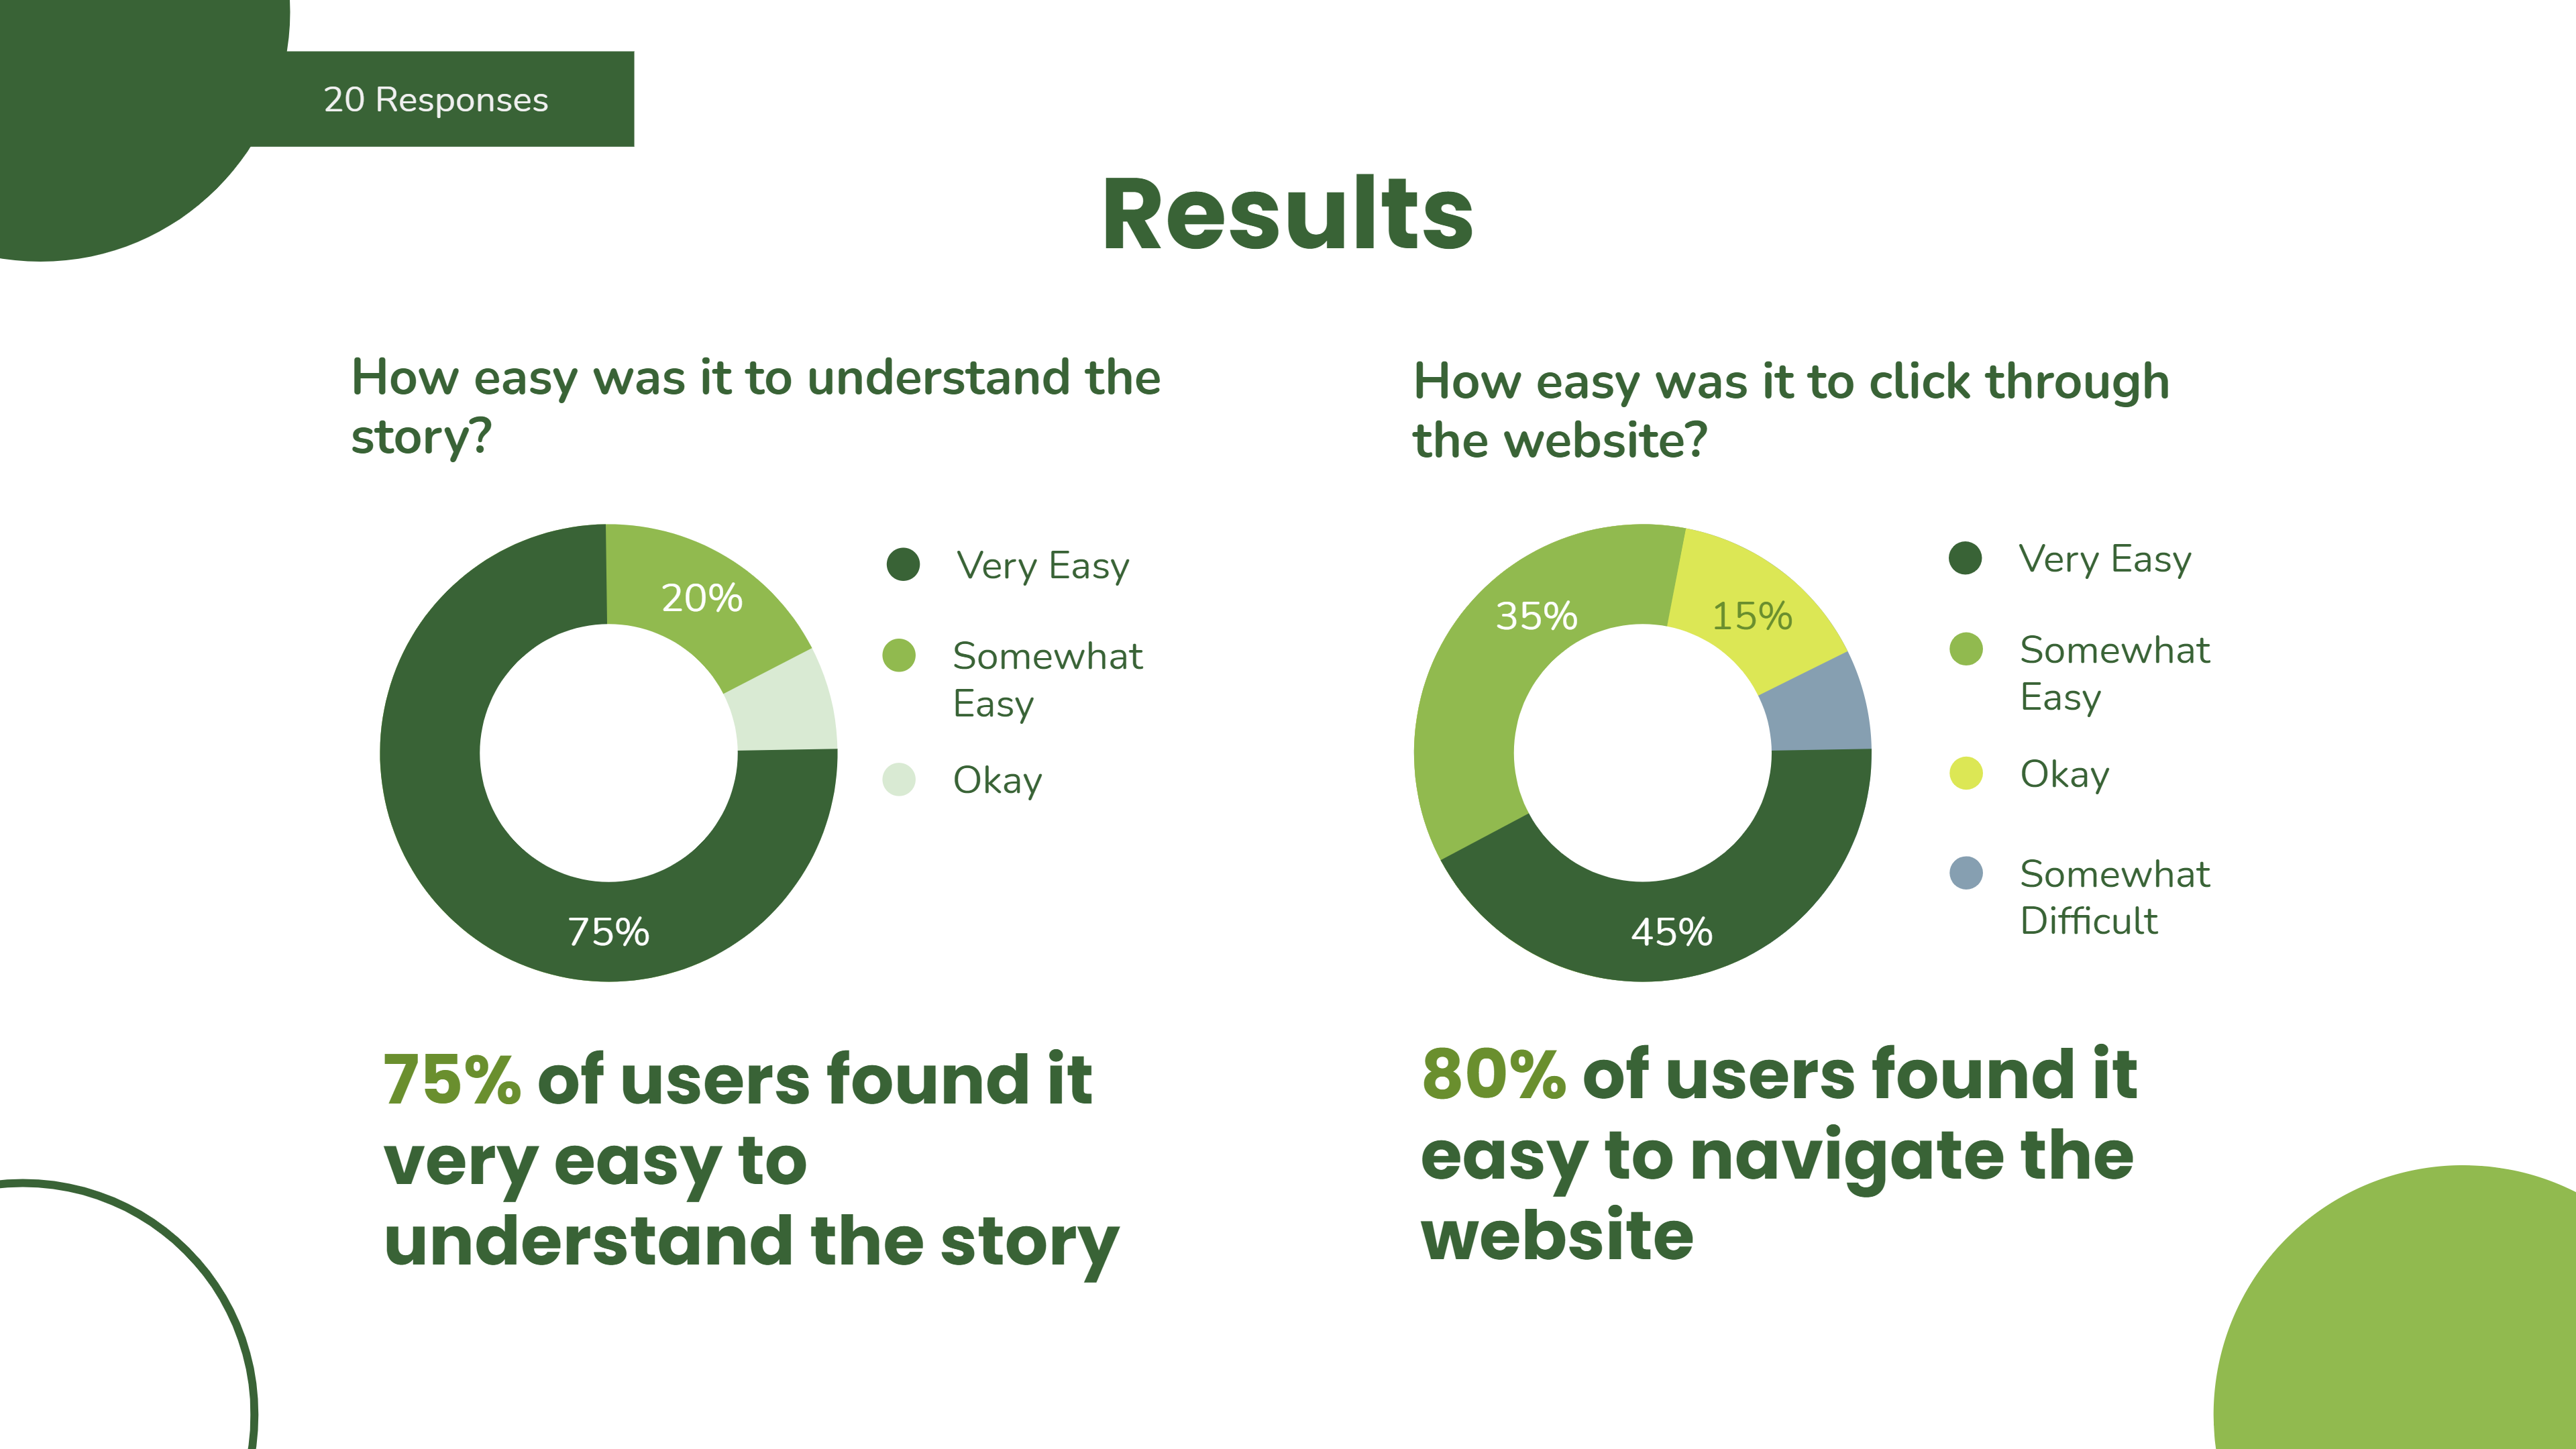 20 Responses
Results
How easy was it to understand the
story?
20%
75%
Very Easy
Somewhat
Easy
Okay
75% of users found it
very easy to
understand the story
How easy was it to click through
the website?
35%
15%
45%
Very Easy
Somewhat
Easy
Okay
Somewhat
Difficult
80% of users found it
easy to navigate the
website